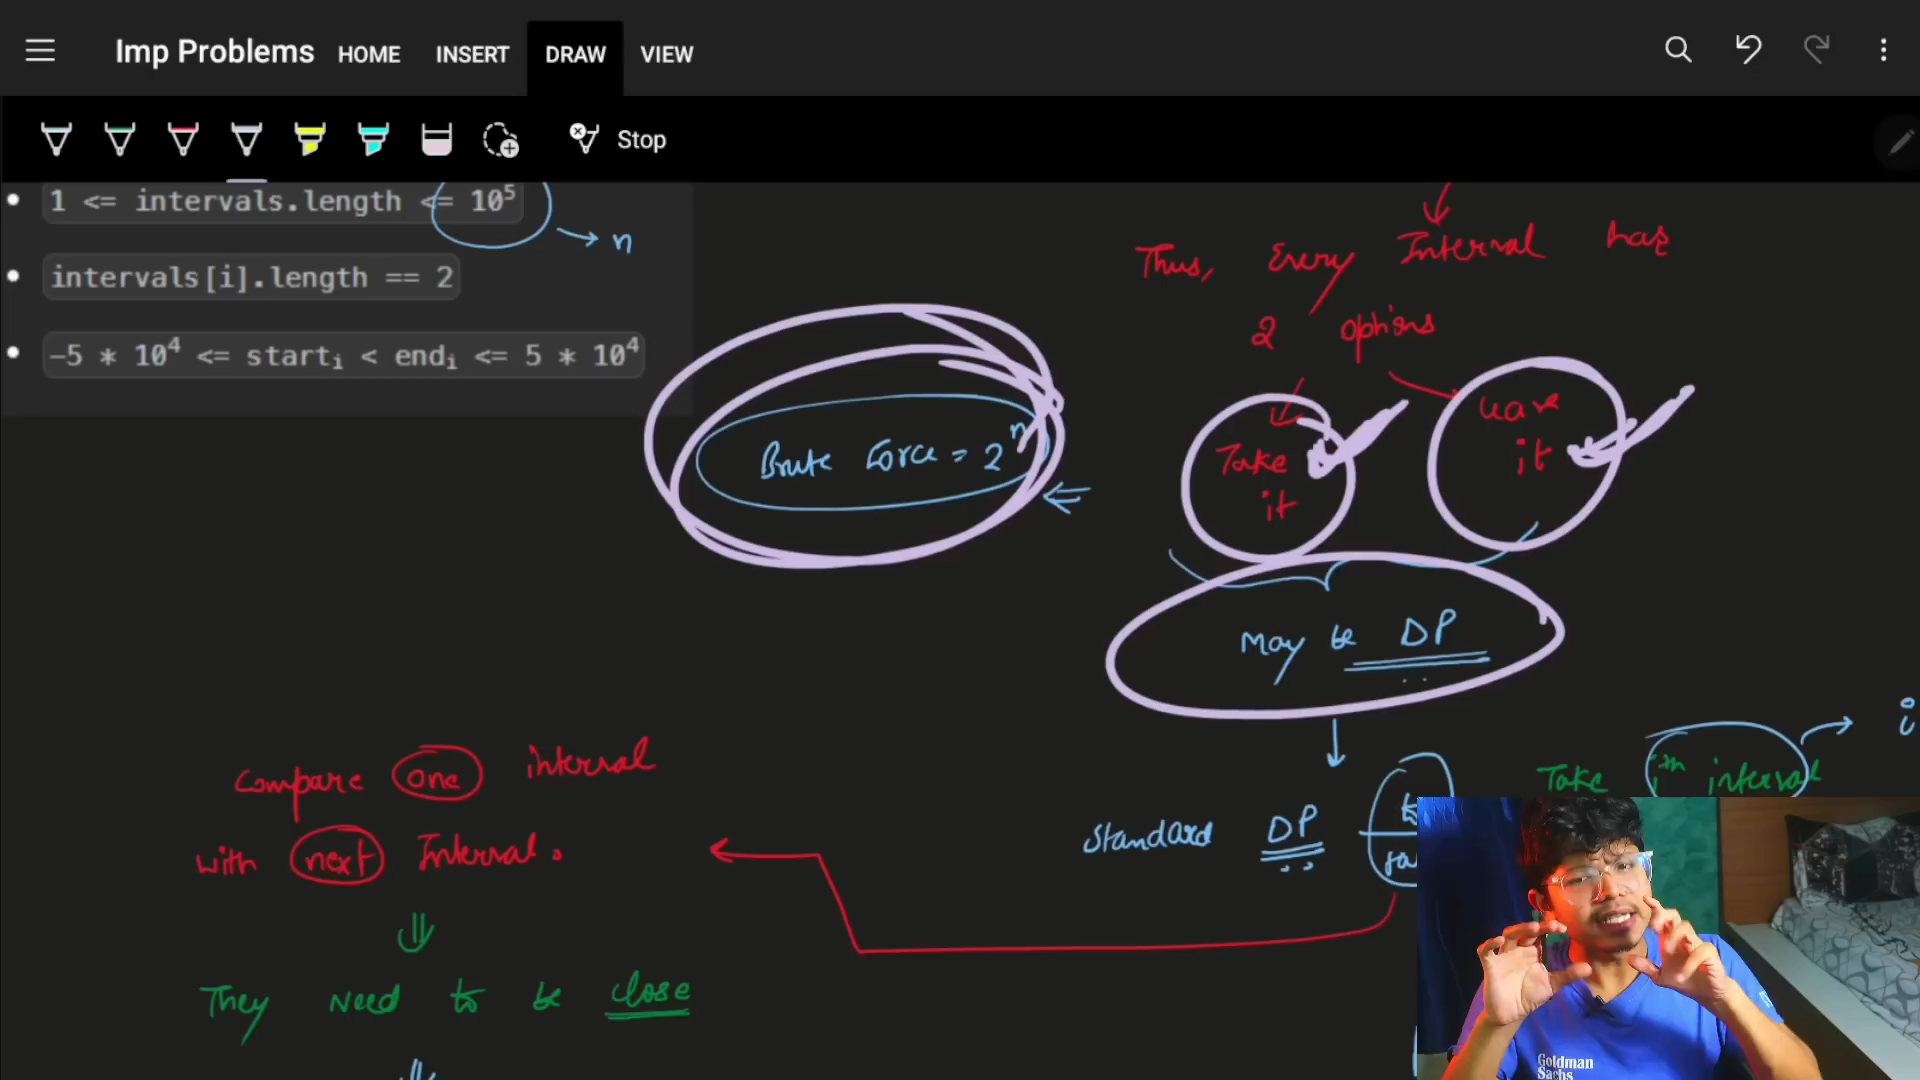 Imp Problems HOME INSERT DRAW VIEW
Stop
1 <= intervals.length <= 10⁵
→ n
intervals[i].length == 2
-5 * 10⁴ <= startᵢ < endᵢ <= 5 * 10⁴
Thus, Every Interval has
2 options
Take
it
Leave
it
Brute Force = 2ⁿ
May be DP
Standard DP
Take iᵗʰ interval
i
Compare one interval
with next Interval.
They need to be close
Goldman
Sachs